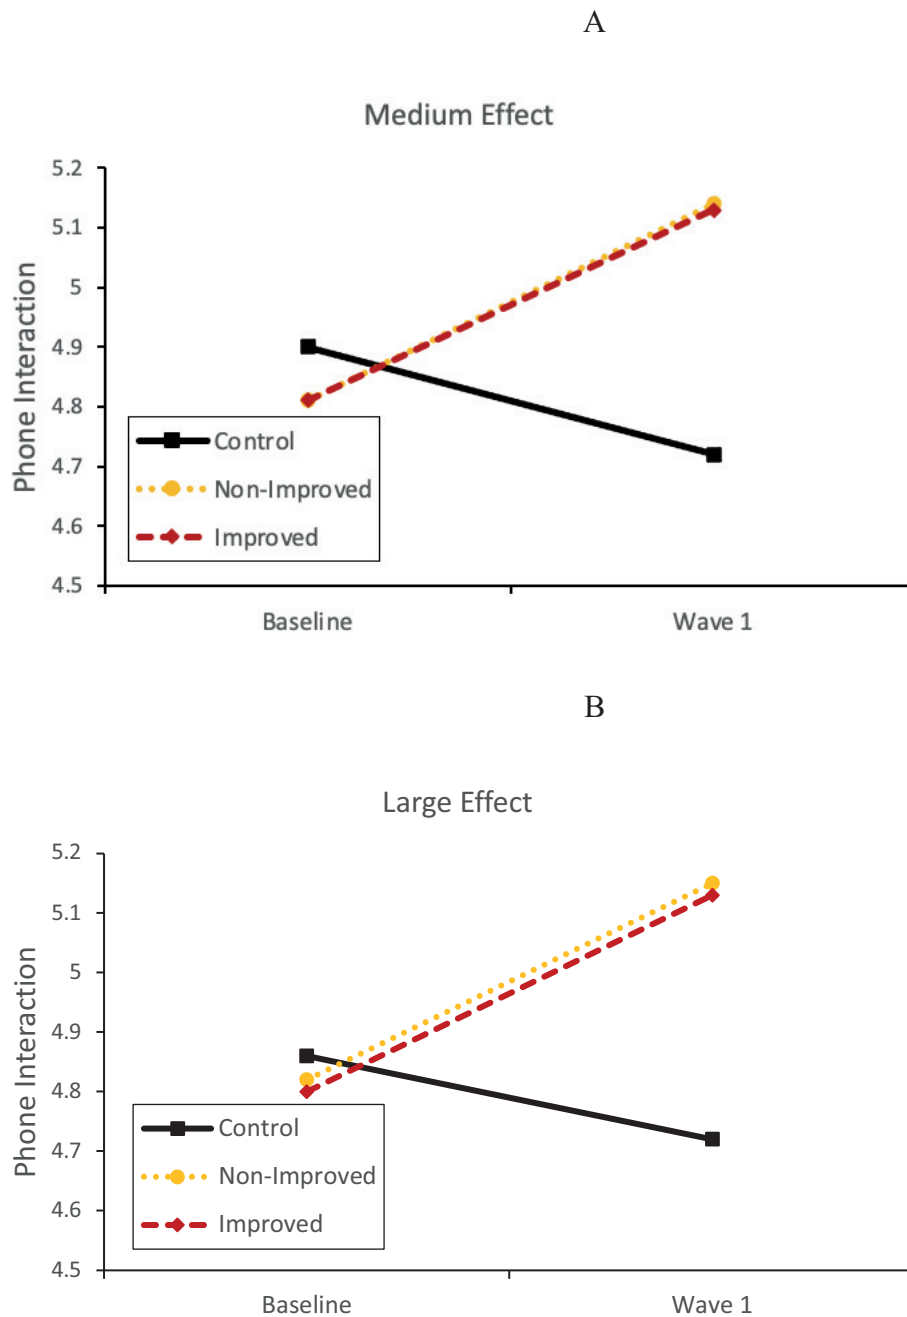 A
Medium Effect
5.2
5.1
5
4.9
4.8
4.7
4.6
4.5
Phone Interaction
Control
Non-Improved
Improved
Baseline
Wave 1
B
Large Effect
5.2
5.1
5
4.9
4.8
4.7
4.6
4.5
Phone Interaction
Control
Non-Improved
Improved
Baseline
Wave 1